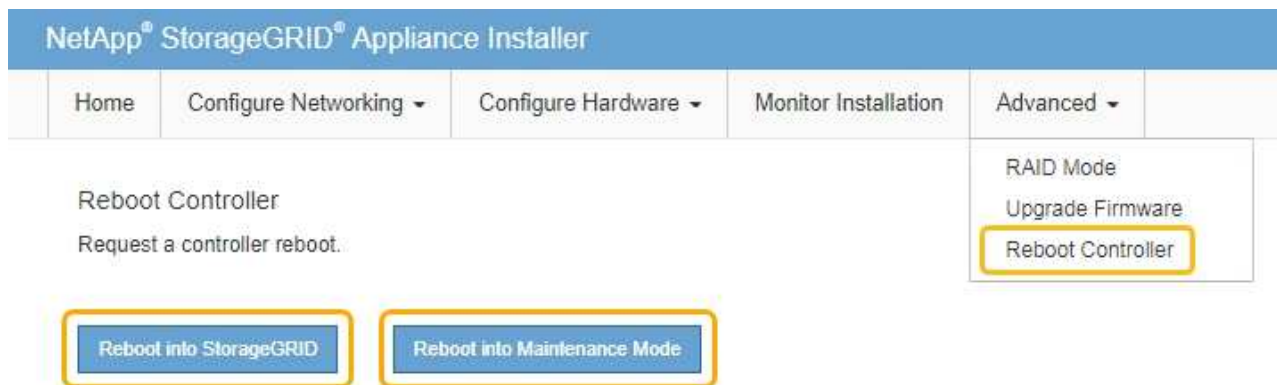 NetApp® StorageGRID® Appliance Installer
Home Configure Networking Configure Hardware Monitor Installation Advanced
RAID Mode
Upgrade Firmware
Reboot Controller
Reboot Controller
Request a controller reboot.
Reboot into StorageGRID Reboot into Maintenance Mode